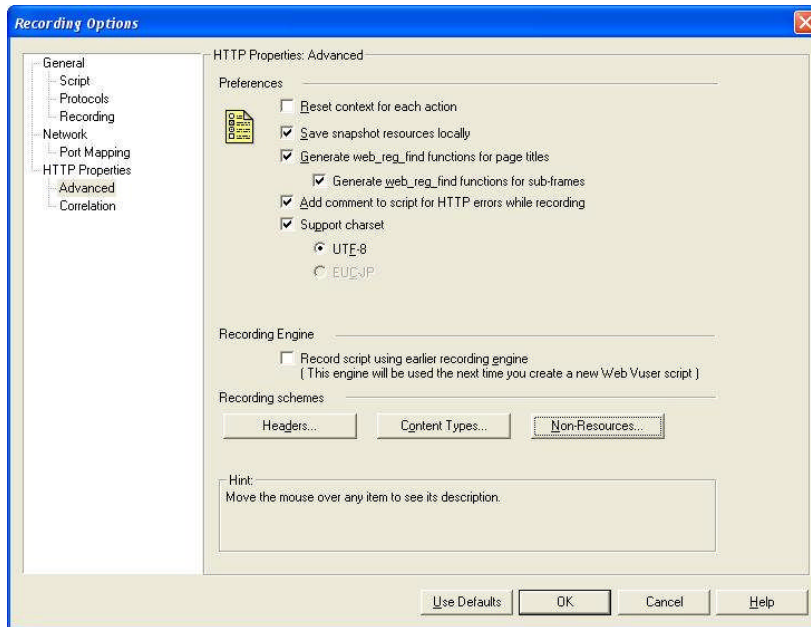 Recording Options
General
Script
Protocols
Recording
Network
Port Mapping
HTTP Properties
Advanced
Correlation
HTTP Properties: Advanced
Preferences
Reset context for each action
Save snapshot resources locally
Generate web_reg_find functions for page titles
Generate web_reg_find functions for sub-frames
Add comment to script for HTTP errors while recording
Support charset
UTF-8
EUC-JP
Recording Engine
Record script using earlier recording engine
( This engine will be used the next time you create a new Web Vuser script )
Recording schemes
Headers...
Content Types...
Non-Resources...
Hint:
Move the mouse over any item to see its description.
Use Defaults
OK
Cancel
Help